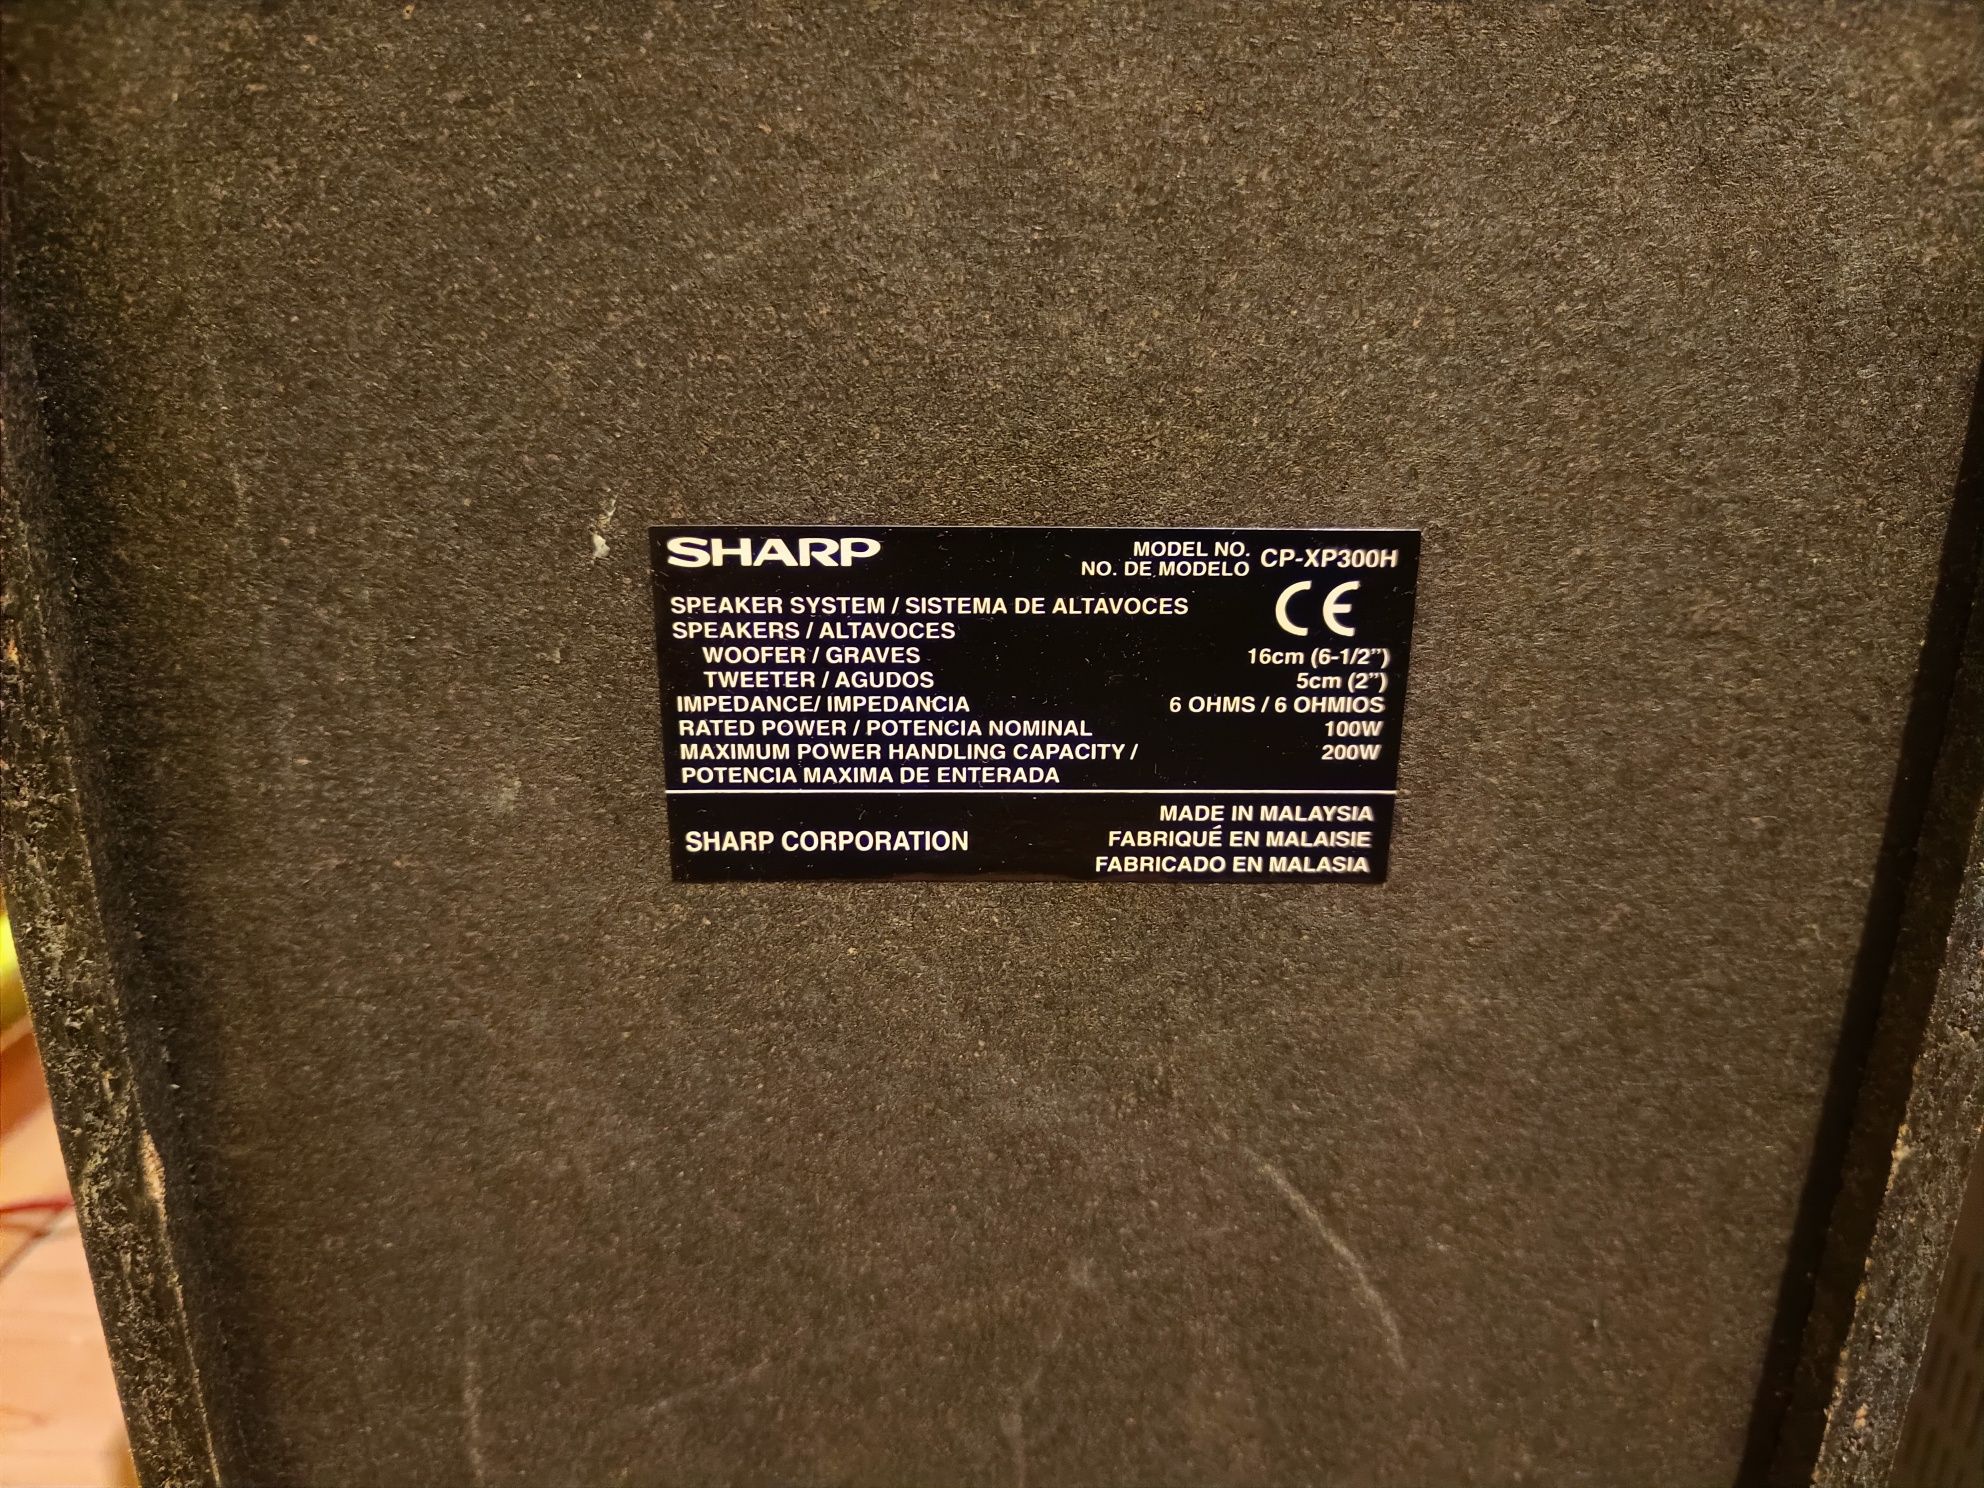 SHARP
MODEL NO.
NO. DE MODELO CP-XP300H
CE
SPEAKER SYSTEM / SISTEMA DE ALTAVOCES
SPEAKERS / ALTAVOCES
WOOFER / GRAVES 16cm (6-1/2”)
TWEETER / AGUDOS 5cm (2”)
IMPEDANCE/ IMPEDANCIA 6 OHMS / 6 OHMIOS
RATED POWER / POTENCIA NOMINAL 100W
MAXIMUM POWER HANDLING CAPACITY / 200W
POTENCIA MAXIMA DE ENTERADA
SHARP CORPORATION
MADE IN MALAYSIA
FABRIQUÉ EN MALAISIE
FABRICADO EN MALASIA